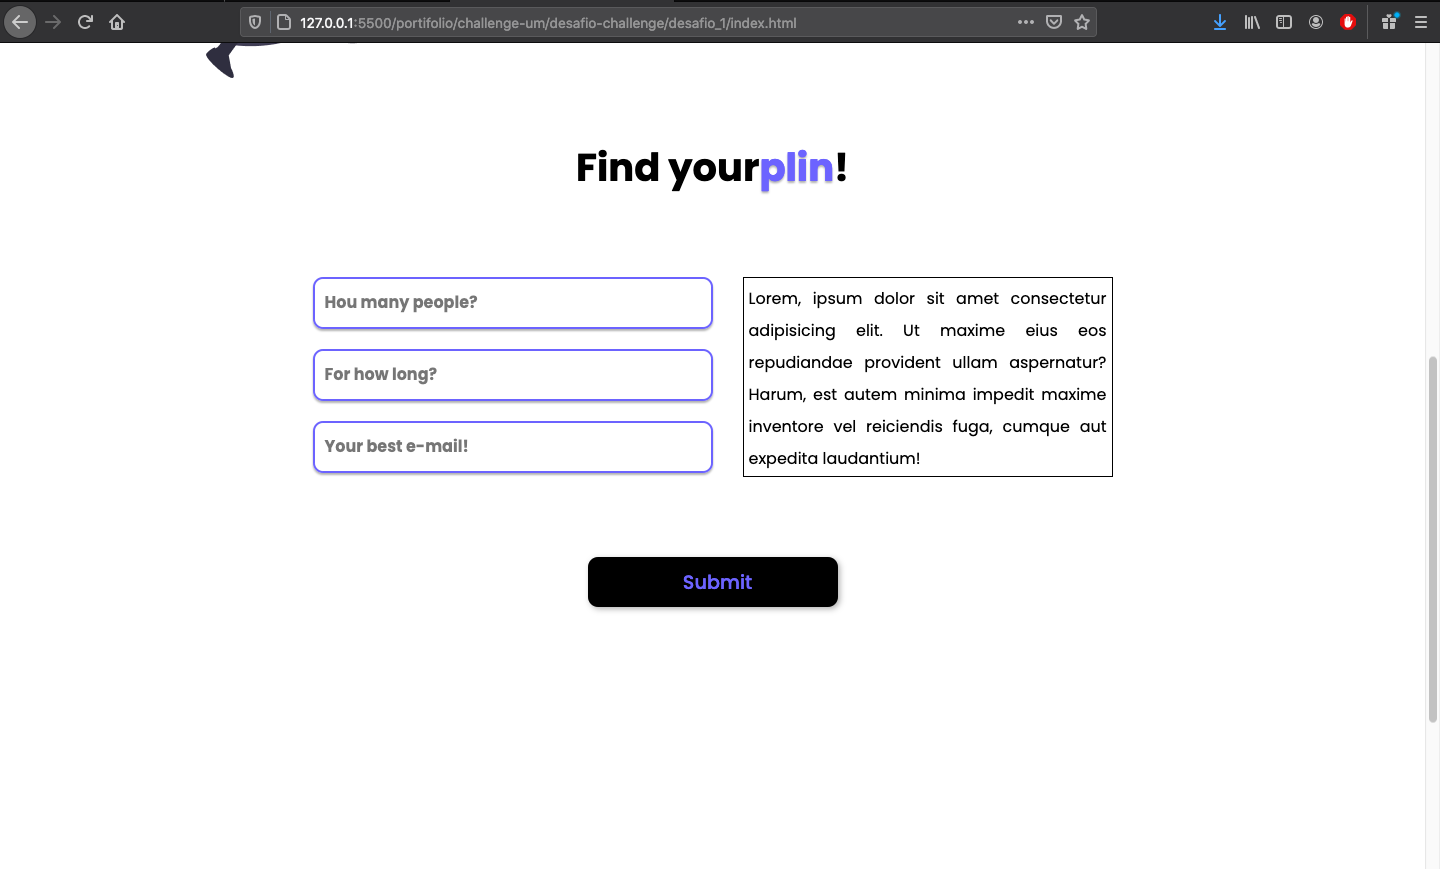 127.0.0.1:5500/portifolio/challenge-um/desafio-challenge/desafio_1/index.html
Find yourplin!
Hou many people?
For how long?
Your best e-mail!
Lorem, ipsum dolor sit amet consectetur
adipisicing elit. Ut maxime eius eos
repudiandae provident ullam aspernatur?
Harum, est autem minima impedit maxime
inventore vel reiciendis fuga, cumque aut
expedita laudantium!
Submit